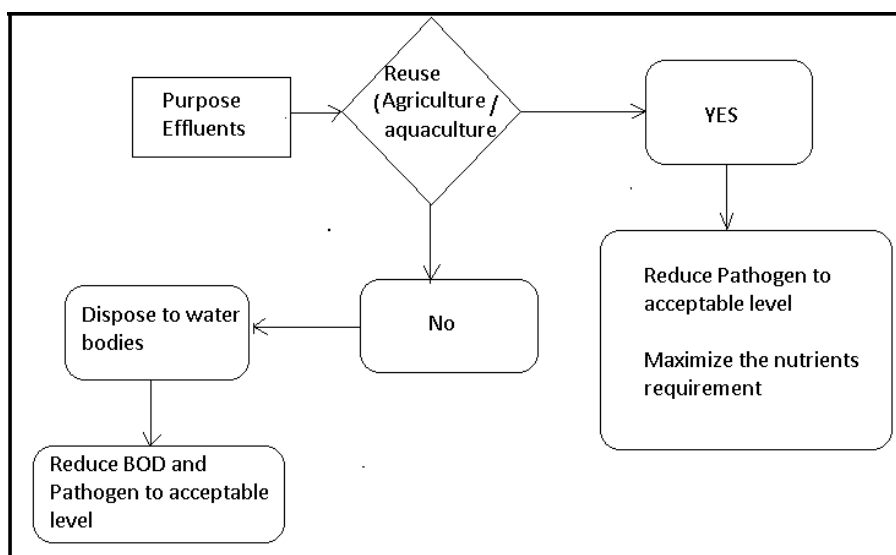 Purpose
Effluents
Reuse
(Agriculture /
aquaculture
YES
Reduce Pathogen to
acceptable level
Maximize the nutrients
requirement
No
Dispose to water
bodies
Reduce BOD and
Pathogen to acceptable
level